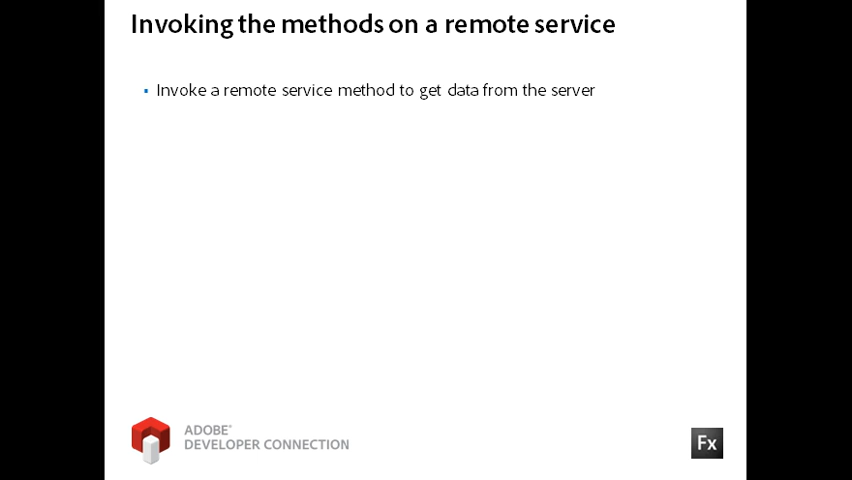 Invoking the methods on a remote service
▪ Invoke a remote service method to get data from the server
ADOBE®
DEVELOPER CONNECTION
Fx